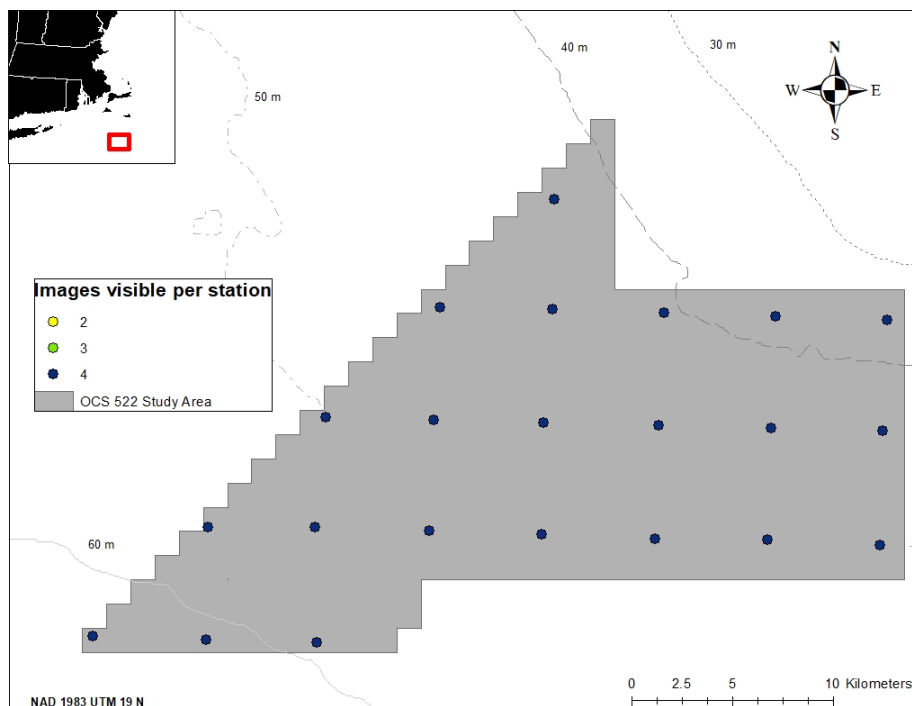 40 m
30 m
50 m
N
W E
S
Images visible per station
2
3
4
OCS 522 Study Area
60 m
0 2.5 5 10 Kilometers
NAD 1983 UTM 19 N